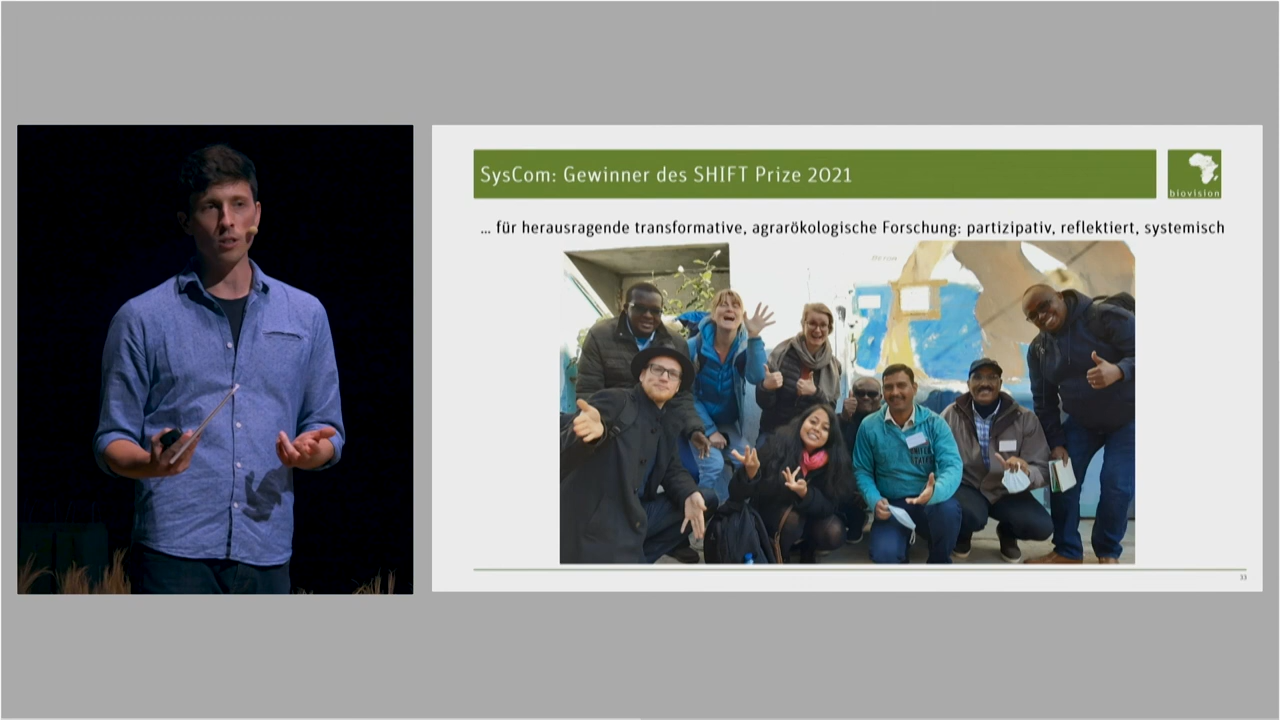 SysCom: Gewinner des SHIFT Prize 2021
biovision
... für herausragende transformative, agrarökologische Forschung: partizipativ, reflektiert, systemisch
33